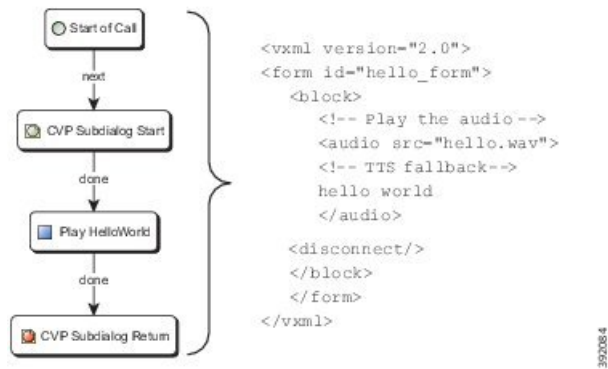 Start of Call
next
CVP Subdialog Start
done
Play HelloWorld
done
CVP Subdialog Return
<vxml version="2.0">
<form id="hello_form">
<block>
<!-- Play the audio -->
<audio src="hello.wav">
<!-- TTS fallback-->
hello world
</audio>
<disconnect/>
</block>
</form>
</vxml>
392084